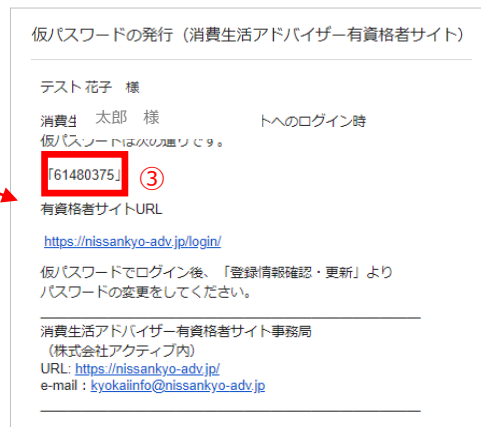 仮パスワードの発行（消費生活アドバイザー有資格者サイト）
テスト 花子　様
消費生 太郎　様 トへのログイン時
仮パスワードは次の通りです。
「61480375」 ③
有資格者サイトURL
https://nissankyo-adv.jp/login/
仮パスワードでログイン後、「登録情報確認・更新」より
パスワードの変更をしてください。
消費生活アドバイザー有資格者サイト事務局
（株式会社アクティブ内）
URL: https://nissankyo-adv.jp/
e-mail：kyokaiinfo@nissankyo-adv.jp